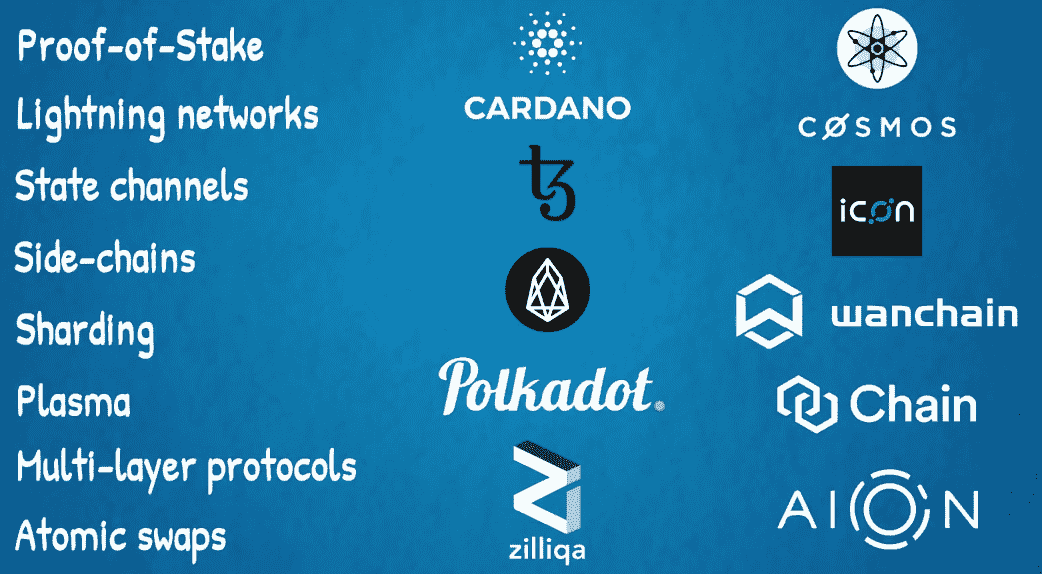 Proof-of-Stake
Lightning networks
State channels
Side-chains
Sharding
Plasma
Multi-layer protocols
Atomic swaps
CARDANO
Polkadot.
zilliqa
CØSMOS
icon
wanchain
Chain
AION